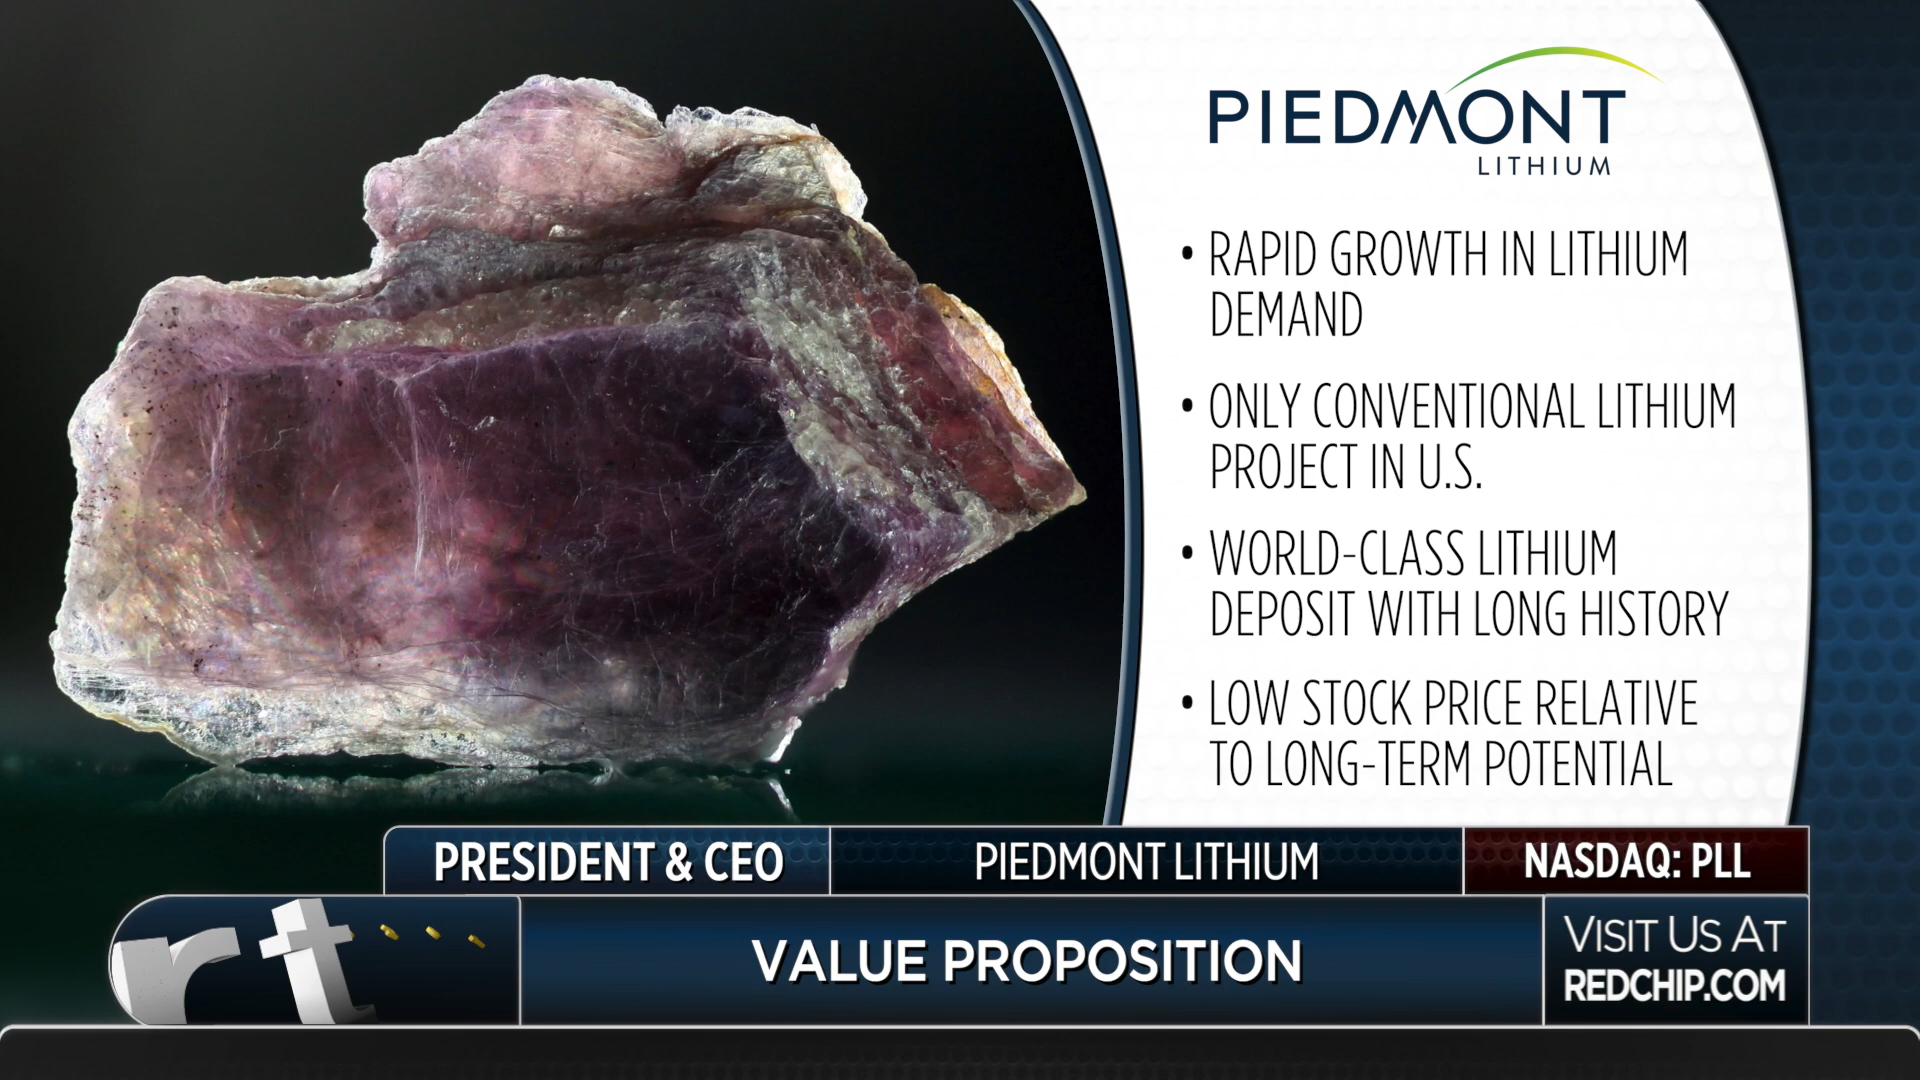 PIEDMONT
LITHIUM
• RAPID GROWTH IN LITHIUM
DEMAND
• ONLY CONVENTIONAL LITHIUM
PROJECT IN U.S.
• WORLD-CLASS LITHIUM
DEPOSIT WITH LONG HISTORY
• LOW STOCK PRICE RELATIVE
TO LONG-TERM POTENTIAL
PRESIDENT & CEO
PIEDMONT LITHIUM
NASDAQ: PLL
rt
VALUE PROPOSITION
VISIT US AT
REDCHIP.COM